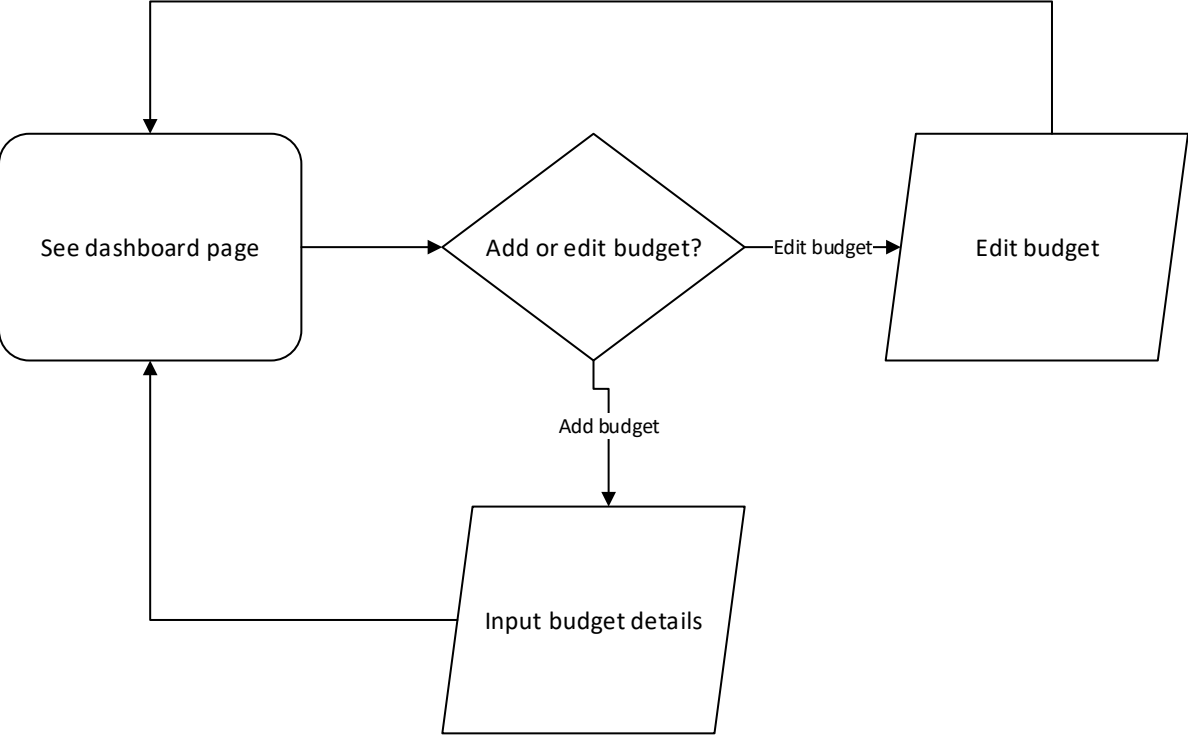 See dashboard page
Add or edit budget?
Edit budget
Edit budget
Add budget
Input budget details